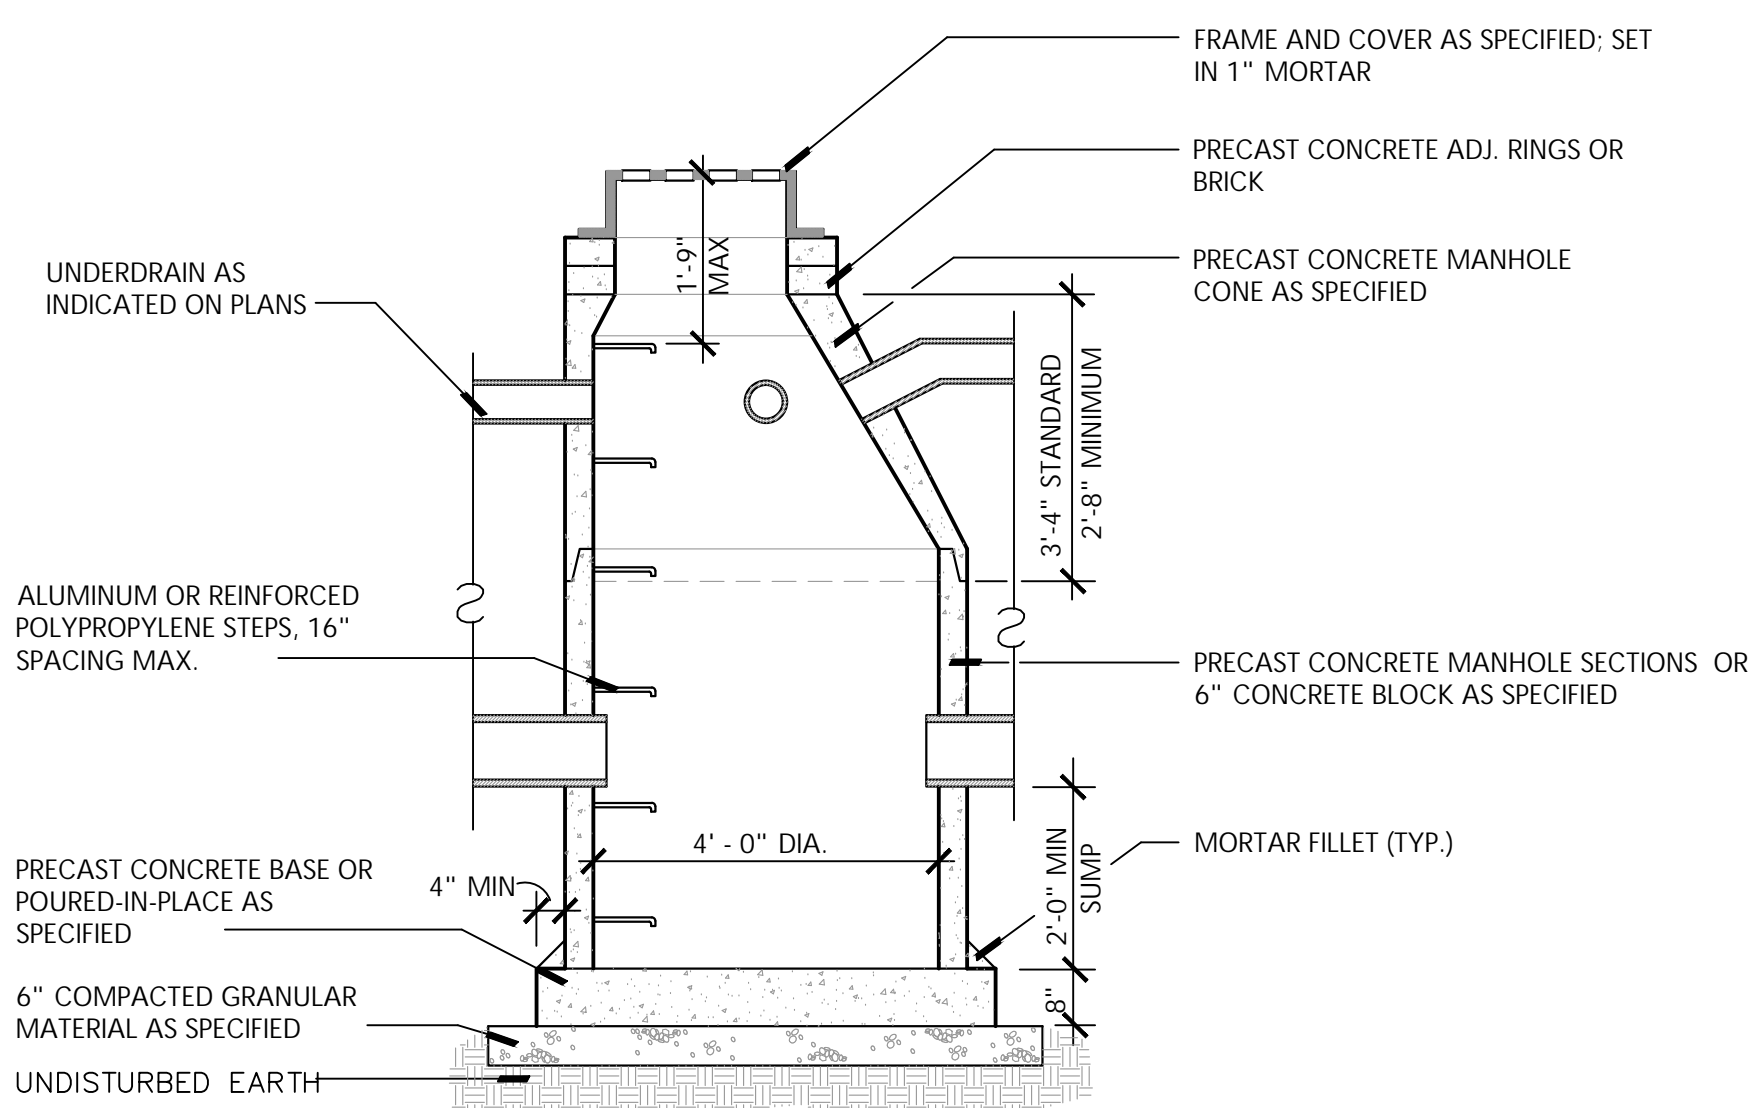 FRAME AND COVER AS SPECIFIED; SET
IN 1" MORTAR
PRECAST CONCRETE ADJ. RINGS OR
BRICK
PRECAST CONCRETE MANHOLE
CONE AS SPECIFIED
UNDERDRAIN AS
INDICATED ON PLANS
1'-9"
MAX
3'-4" STANDARD
2'-8" MINIMUM
ALUMINUM OR REINFORCED
POLYPROPYLENE STEPS, 16"
SPACING MAX.
PRECAST CONCRETE MANHOLE SECTIONS OR
6" CONCRETE BLOCK AS SPECIFIED
4' - 0" DIA.
2'-0" MIN
SUMP
MORTAR FILLET (TYP.)
PRECAST CONCRETE BASE OR
POURED-IN-PLACE AS
SPECIFIED
4" MIN
8"
6" COMPACTED GRANULAR
MATERIAL AS SPECIFIED
UNDISTURBED EARTH